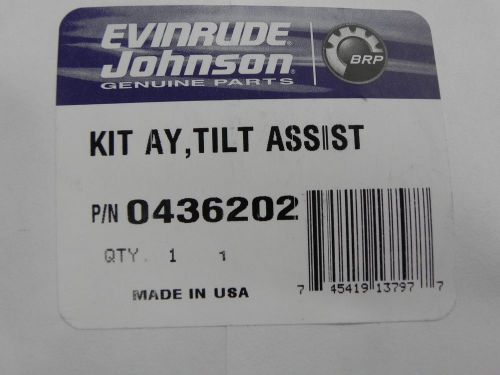 EVINRUDE
Johnson
GENUINE PARTS
BRP
KIT AY,TILT ASSIST
P/N 0436202
QTY. 1 1
MADE IN USA
7 45419 13797 7